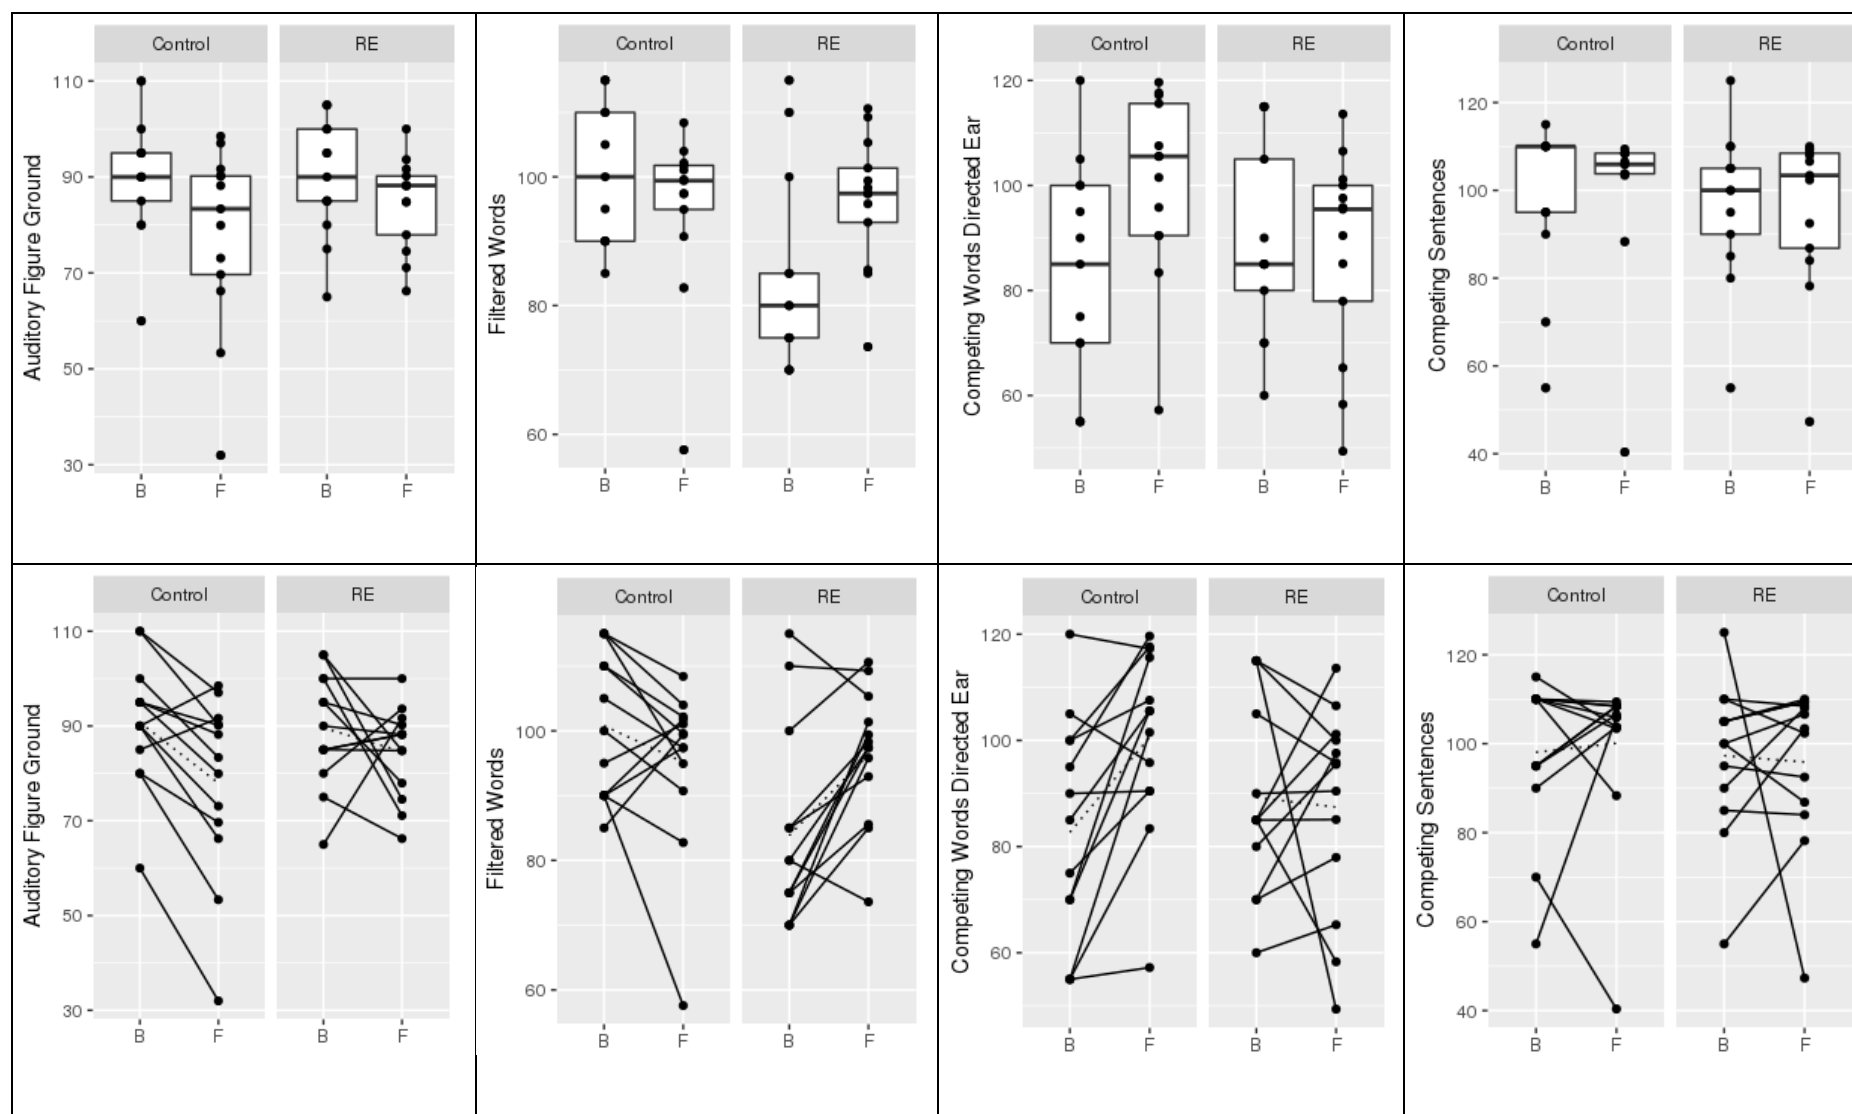 Control RE
Auditory Figure Ground
110
90
70
50
30
B F B F
Control RE
Filtered Words
100
80
60
B F B F
Control RE
Competing Words Directed Ear
120
100
80
60
B F B F
Control RE
Competing Sentences
120
100
80
60
40
B F B F
Control RE
Auditory Figure Ground
110
90
70
50
30
B F B F
Control RE
Filtered Words
100
80
60
B F B F
Control RE
Competing Words Directed Ear
120
100
80
60
B F B F
Control RE
Competing Sentences
120
100
80
60
40
B F B F